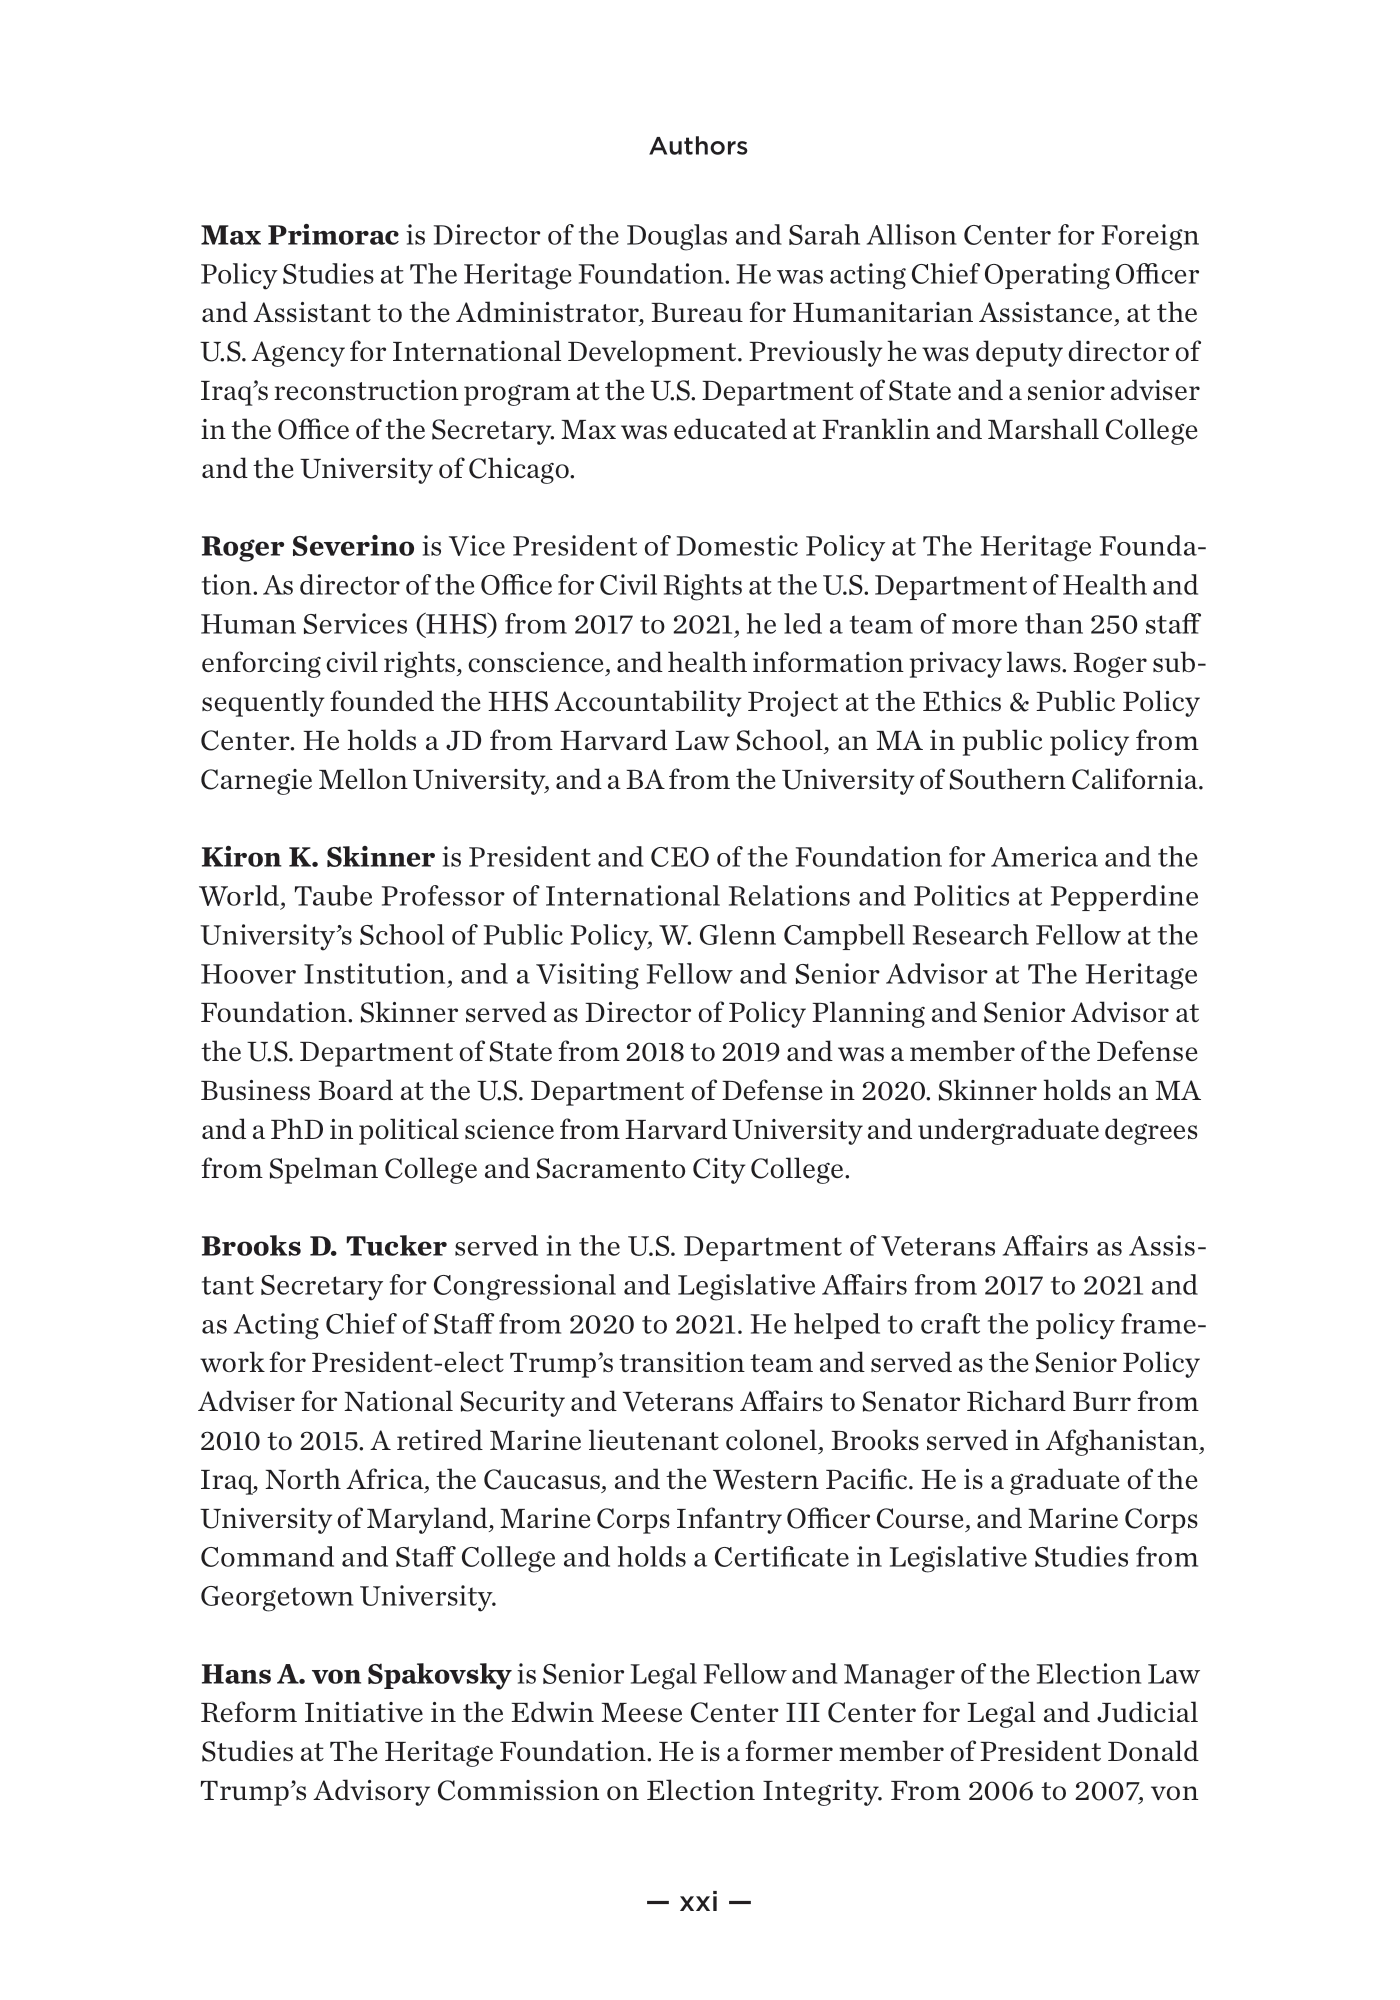 Authors
Max Primorac is Director of the Douglas and Sarah Allison Center for Foreign
Policy Studies at The Heritage Foundation. He was acting Chief Operating Officer
and Assistant to the Administrator, Bureau for Humanitarian Assistance, at the
U.S. Agency for International Development. Previously he was deputy director of
Iraq’s reconstruction program at the U.S. Department of State and a senior adviser
in the Office of the Secretary. Max was educated at Franklin and Marshall College
and the University of Chicago.
Roger Severino is Vice President of Domestic Policy at The Heritage Founda-
tion. As director of the Office for Civil Rights at the U.S. Department of Health and
Human Services (HHS) from 2017 to 2021, he led a team of more than 250 staff
enforcing civil rights, conscience, and health information privacy laws. Roger sub-
sequently founded the HHS Accountability Project at the Ethics & Public Policy
Center. He holds a JD from Harvard Law School, an MA in public policy from
Carnegie Mellon University, and a BA from the University of Southern California.
Kiron K. Skinner is President and CEO of the Foundation for America and the
World, Taube Professor of International Relations and Politics at Pepperdine
University’s School of Public Policy, W. Glenn Campbell Research Fellow at the
Hoover Institution, and a Visiting Fellow and Senior Advisor at The Heritage
Foundation. Skinner served as Director of Policy Planning and Senior Advisor at
the U.S. Department of State from 2018 to 2019 and was a member of the Defense
Business Board at the U.S. Department of Defense in 2020. Skinner holds an MA
and a PhD in political science from Harvard University and undergraduate degrees
from Spelman College and Sacramento City College.
Brooks D. Tucker served in the U.S. Department of Veterans Affairs as Assis-
tant Secretary for Congressional and Legislative Affairs from 2017 to 2021 and
as Acting Chief of Staff from 2020 to 2021. He helped to craft the policy frame-
work for President-elect Trump’s transition team and served as the Senior Policy
Adviser for National Security and Veterans Affairs to Senator Richard Burr from
2010 to 2015. A retired Marine lieutenant colonel, Brooks served in Afghanistan,
Iraq, North Africa, the Caucasus, and the Western Pacific. He is a graduate of the
University of Maryland, Marine Corps Infantry Officer Course, and Marine Corps
Command and Staff College and holds a Certificate in Legislative Studies from
Georgetown University.
Hans A. von Spakovsky is Senior Legal Fellow and Manager of the Election Law
Reform Initiative in the Edwin Meese Center III Center for Legal and Judicial
Studies at The Heritage Foundation. He is a former member of President Donald
Trump’s Advisory Commission on Election Integrity. From 2006 to 2007, von
— xxi —